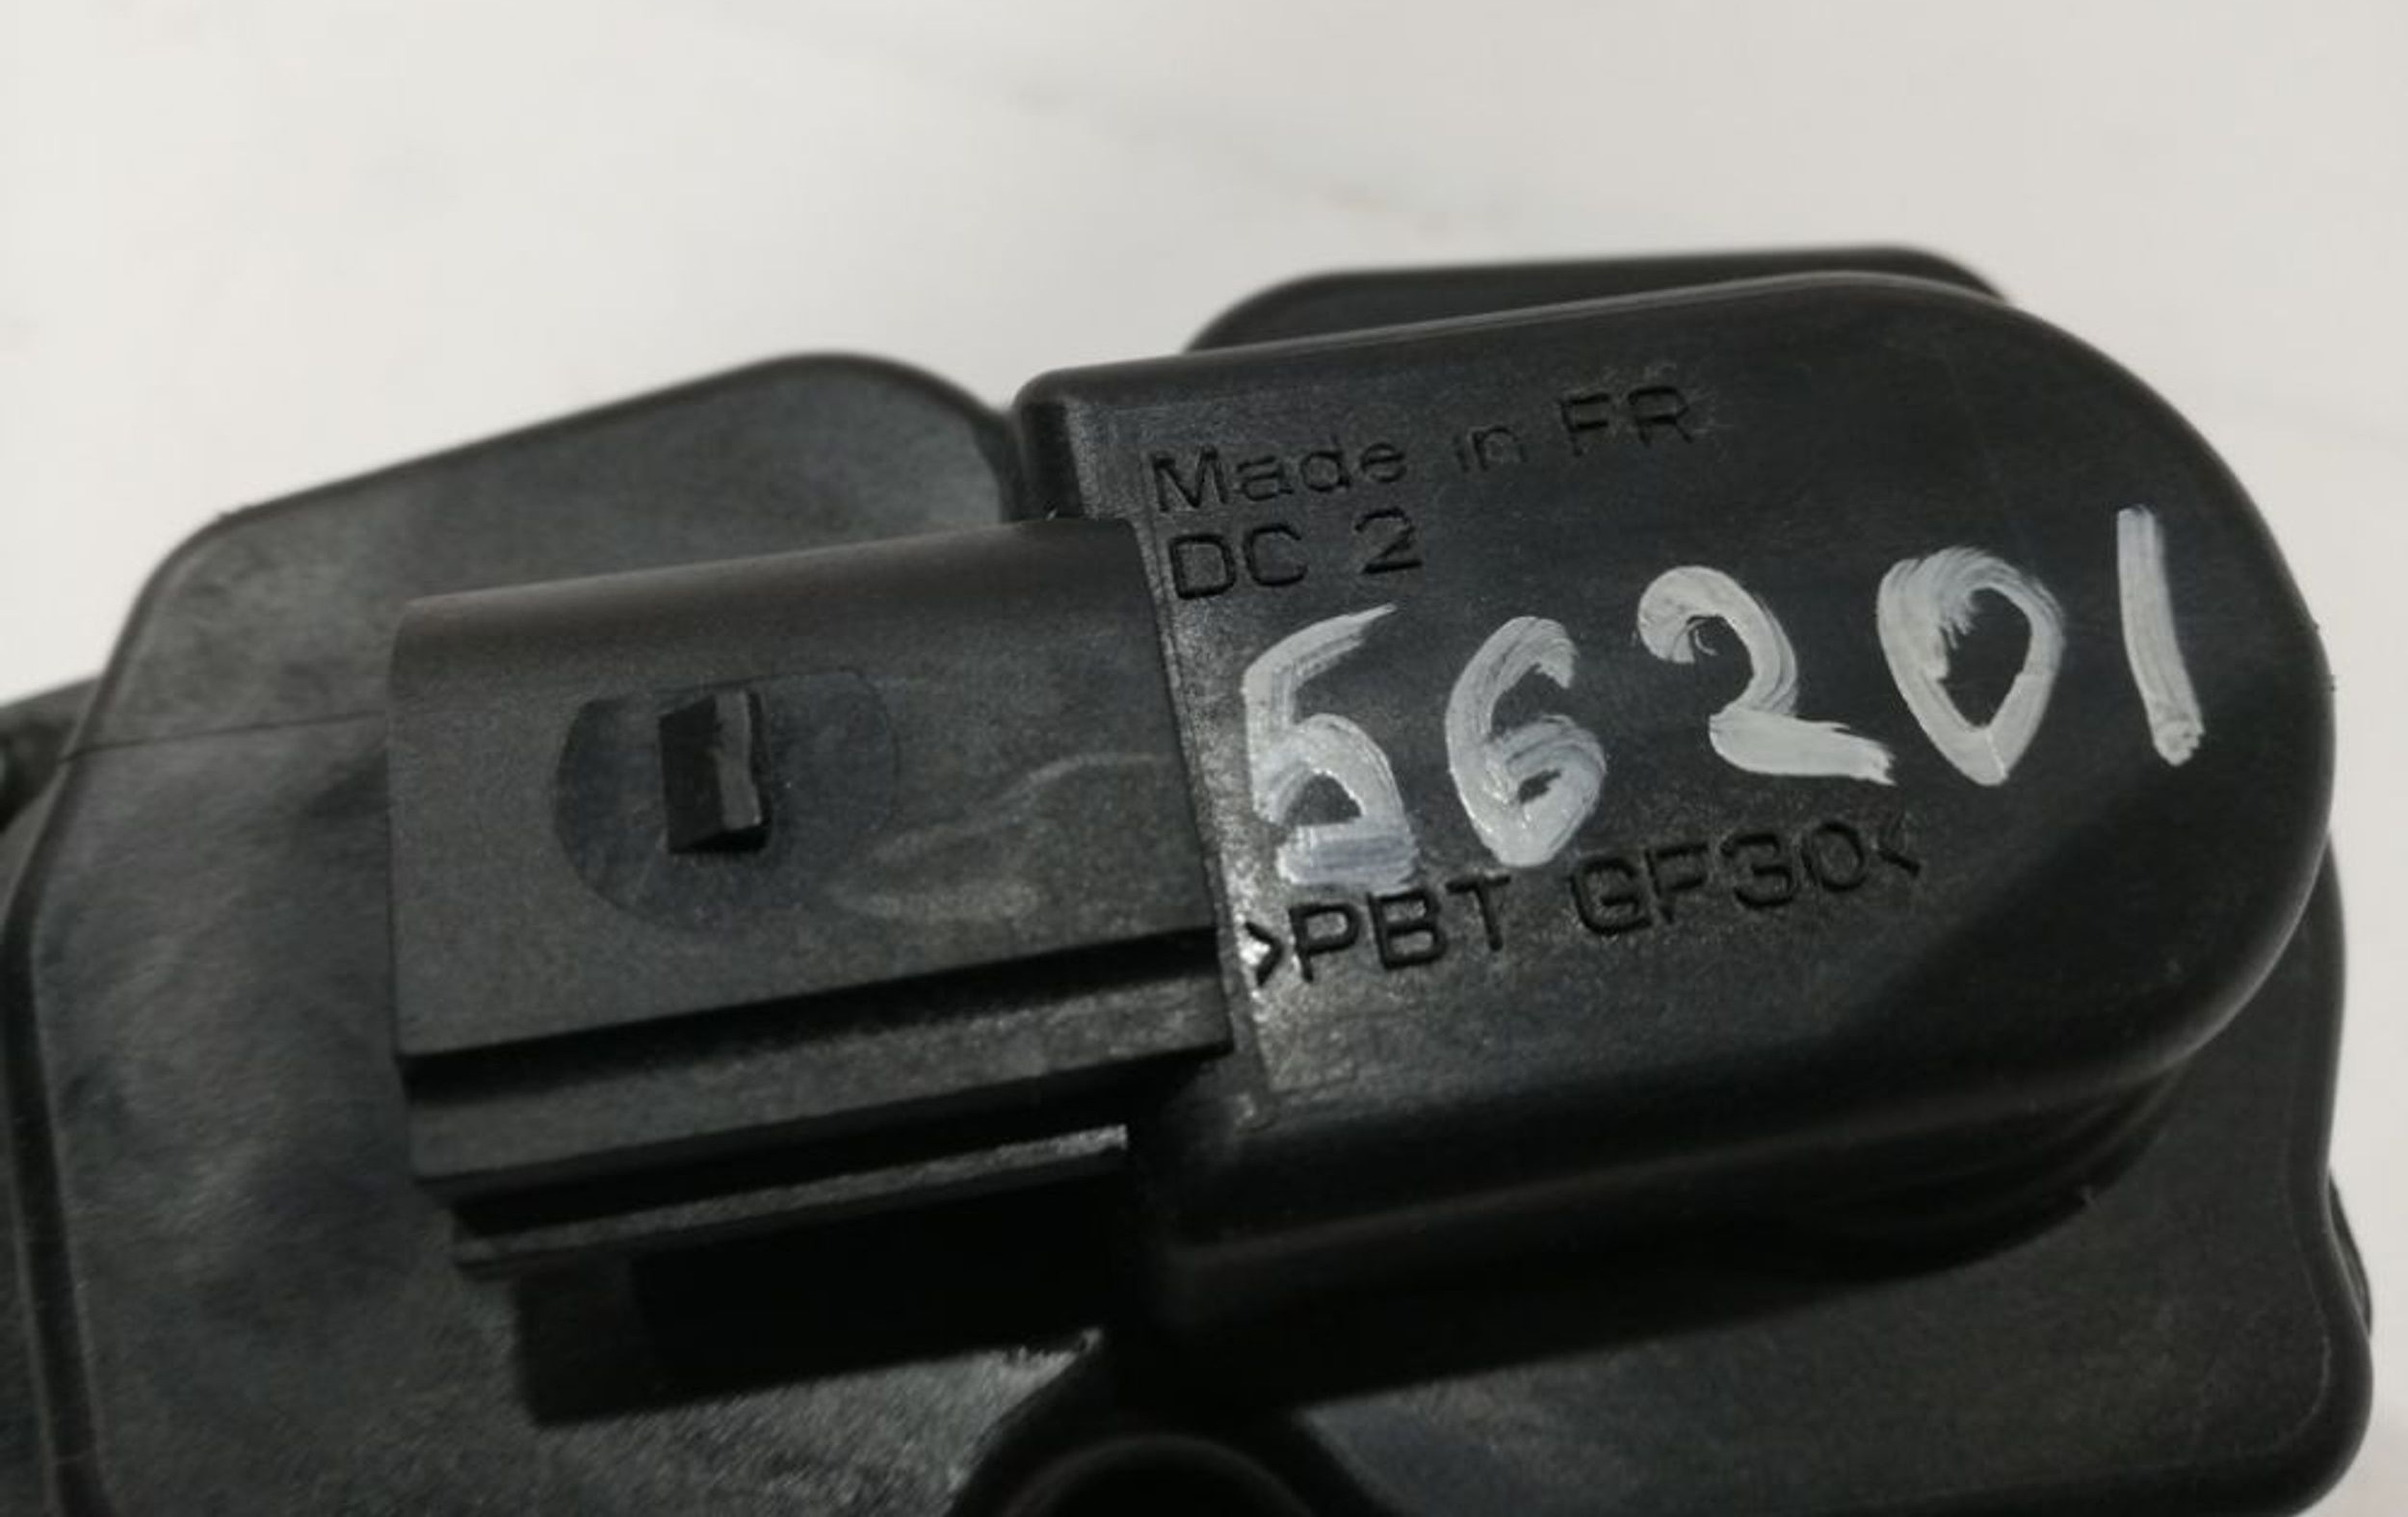 Made in FR
DC 2
56201
>PBT GF30<